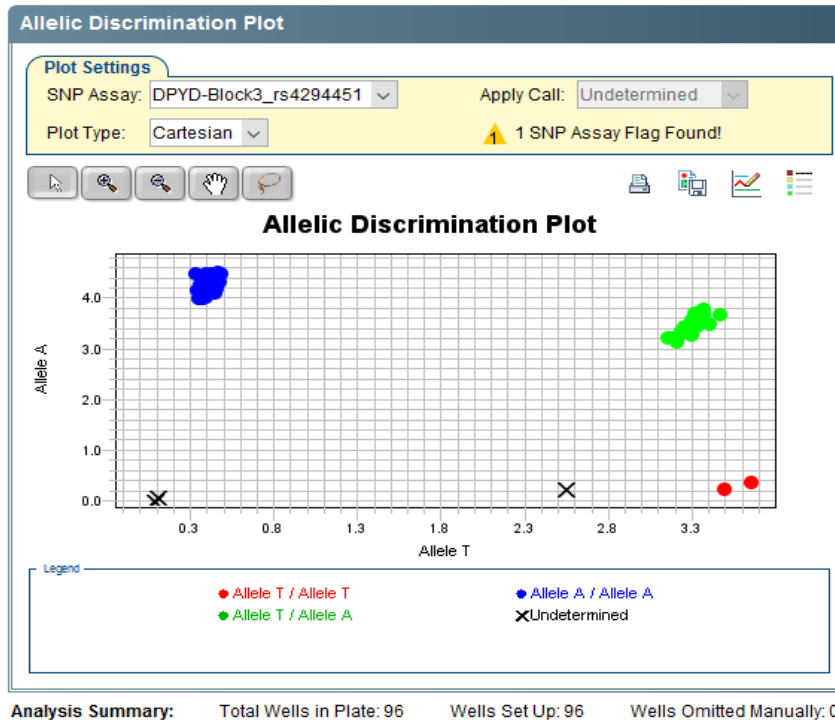 Allelic Discrimination Plot
Plot Settings
SNP Assay: DPYD-Block3_rs4294451 Apply Call: Undetermined
Plot Type: Cartesian 1 1 SNP Assay Flag Found!
Allelic Discrimination Plot
4.0
3.0
2.0
1.0
0.0
Allele A
0.3 0.8 1.3 1.8 2.3 2.8 3.3
Allele T
Legend
Allele T / Allele T Allele A / Allele A
Allele T / Allele A Undetermined
Analysis Summary: Total Wells in Plate: 96 Wells Set Up: 96 Wells Omitted Manually: